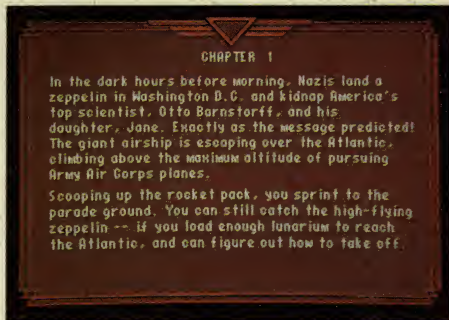 CHAPTER 1
In the dark hours before morning, Nazis land a
zeppelin in Washington D.C. and kidnap America's
top scientist, Otto Barnstorff, and his
daughter, Jane. Exactly as the message predicted!
The giant airship is escaping over the Atlantic,
climbing above the maximum altitude of pursuing
Army Air Corps planes.
Scooping up the rocket pack, you sprint to the
parade ground. You can still catch the high-flying
zeppelin -- if you load enough lunarium to reach
the Atlantic, and can figure out how to take off.